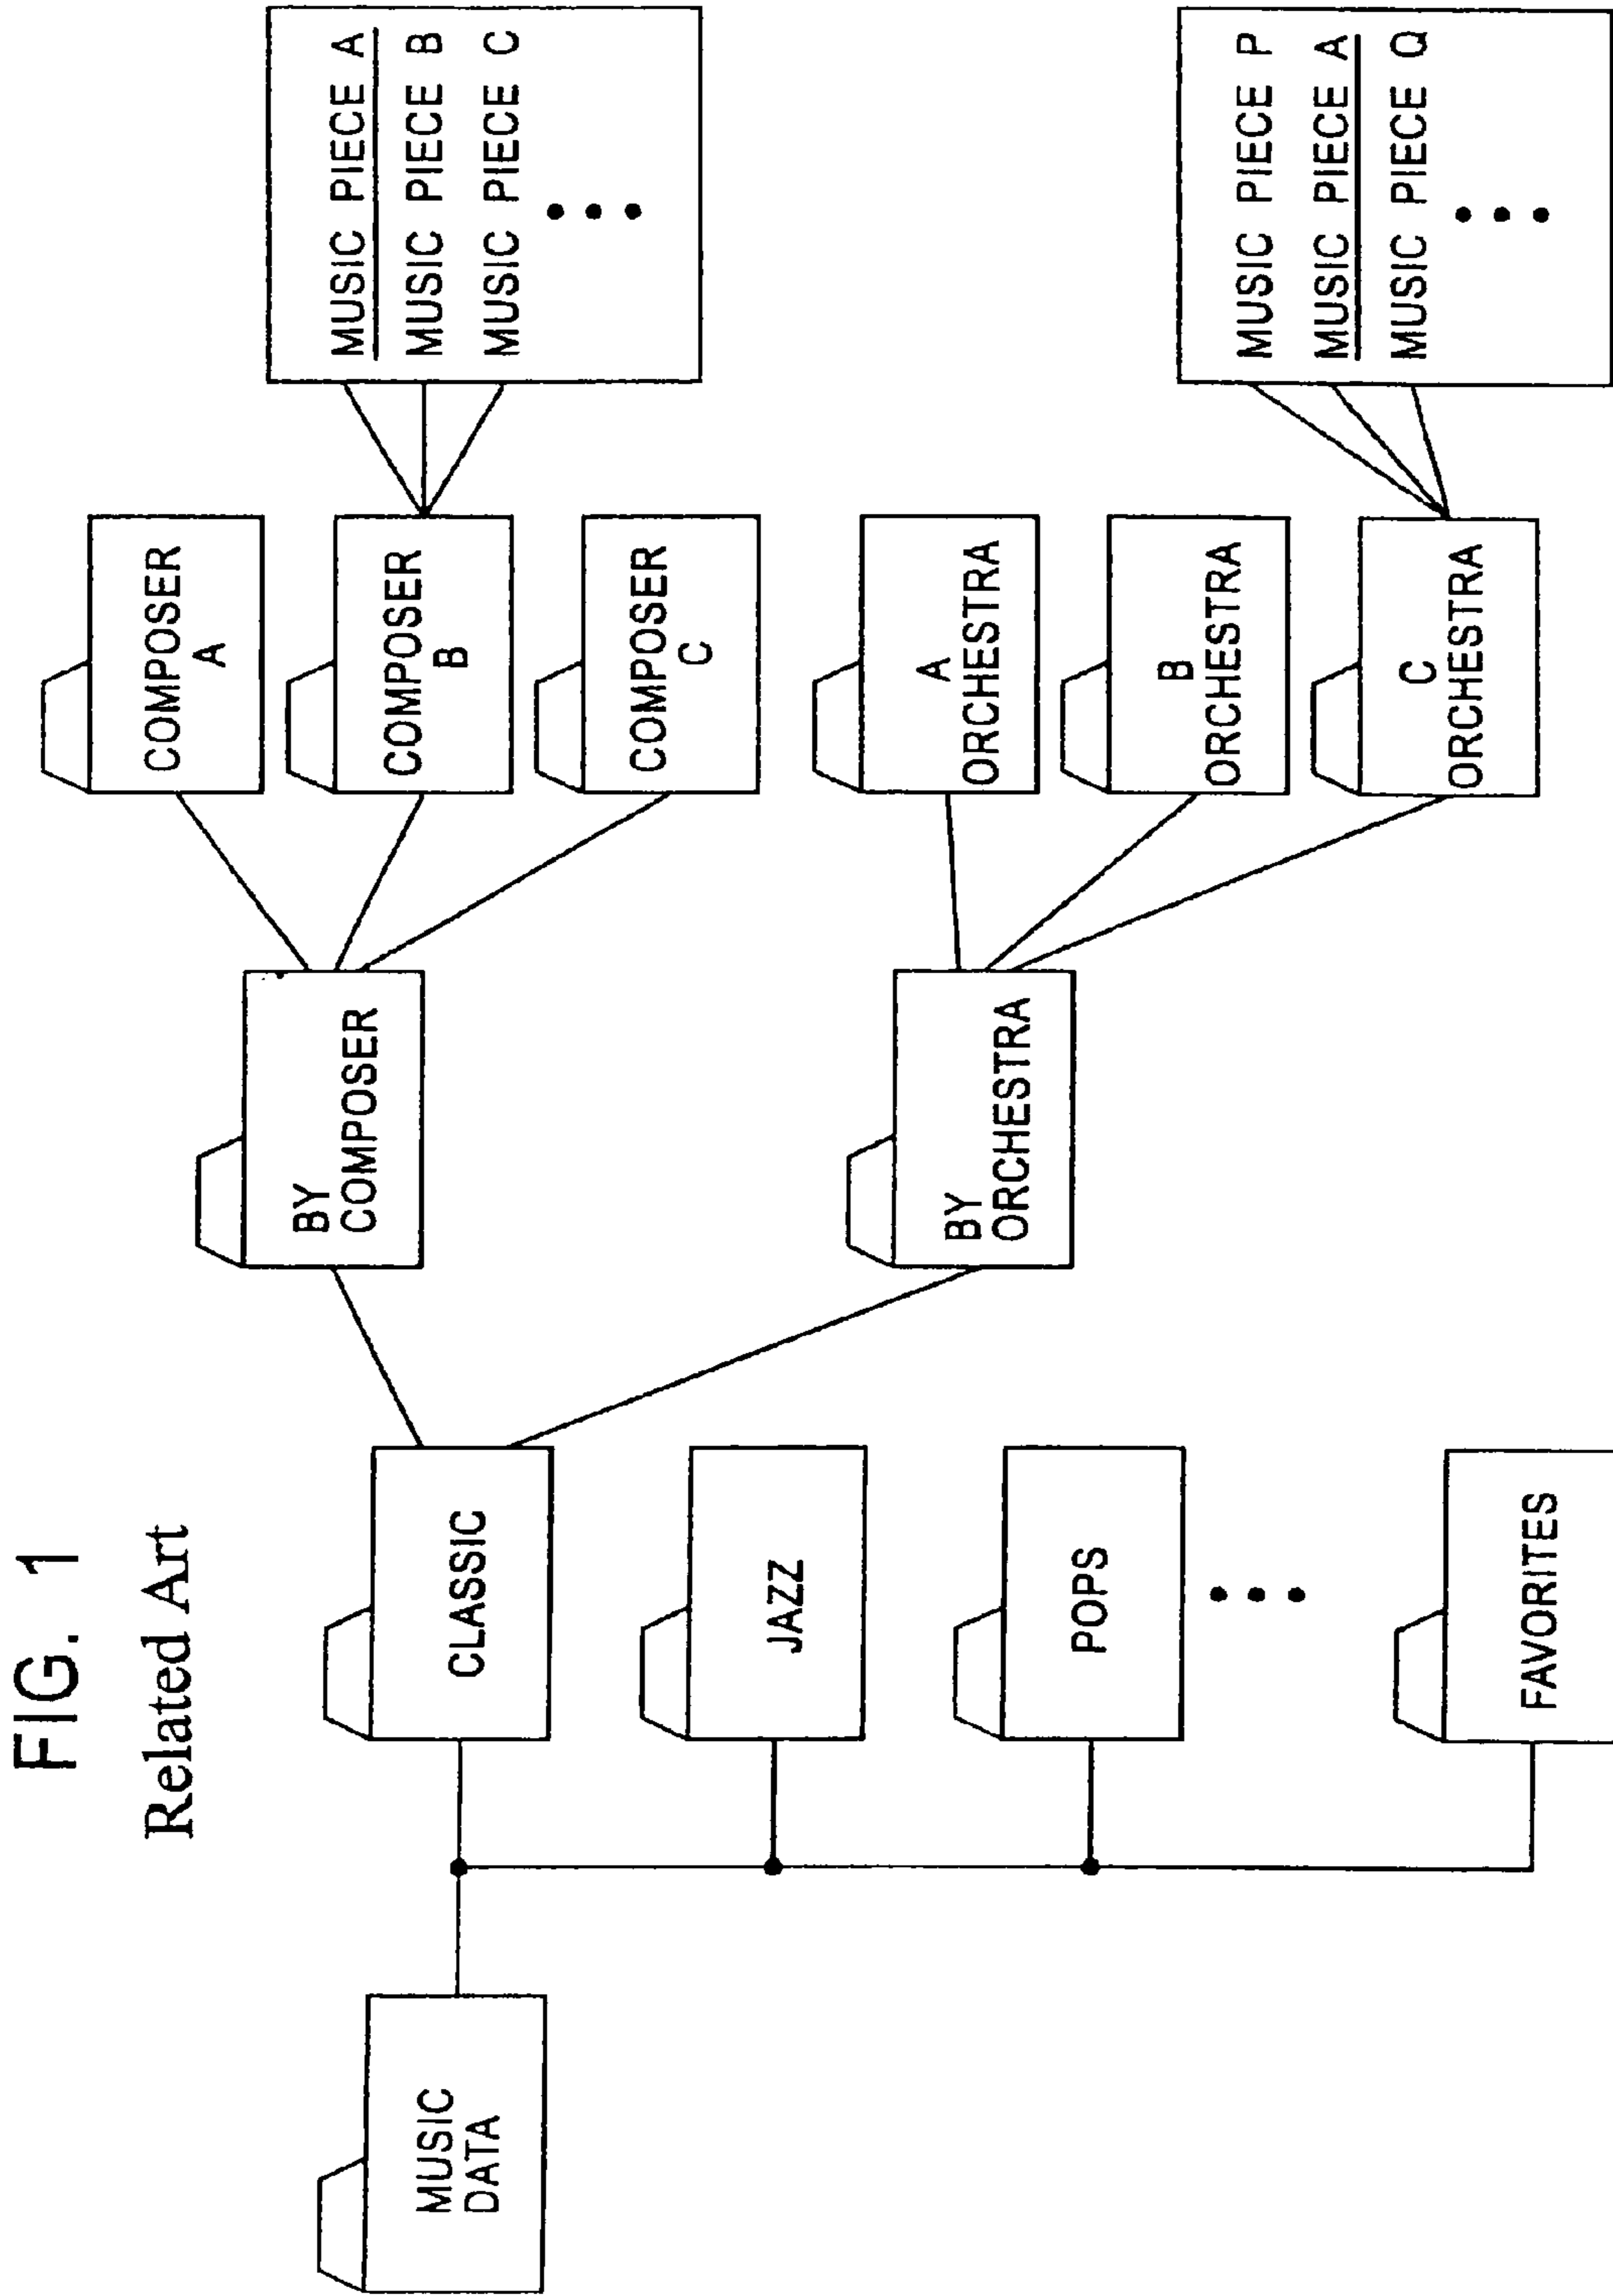 FIG. 1
Related Art
MUSIC
DATA
CLASSIC
JAZZ
POPS
FAVORITES
BY
COMPOSER
BY
ORCHESTRA
COMPOSER
A
COMPOSER
B
COMPOSER
C
A
ORCHESTRA
B
ORCHESTRA
C
ORCHESTRA
MUSIC PIECE A
MUSIC PIECE B
MUSIC PIECE C
MUSIC PIECE P
MUSIC PIECE A
MUSIC PIECE Q